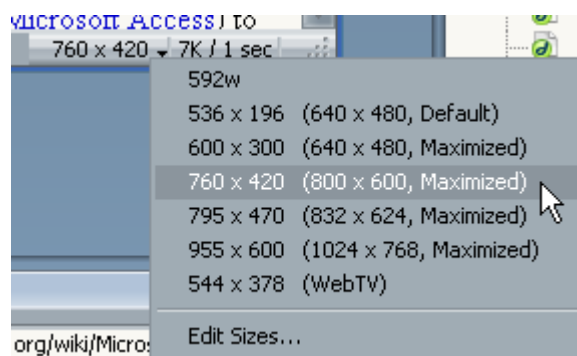 Microsoft Access) to
760 x 420 7K / 1 sec
592w
536 x 196 (640 x 480, Default)
600 x 300 (640 x 480, Maximized)
760 x 420 (800 x 600, Maximized)
795 x 470 (832 x 624, Maximized)
955 x 600 (1024 x 768, Maximized)
544 x 378 (WebTV)
Edit Sizes...
org/wiki/Micros